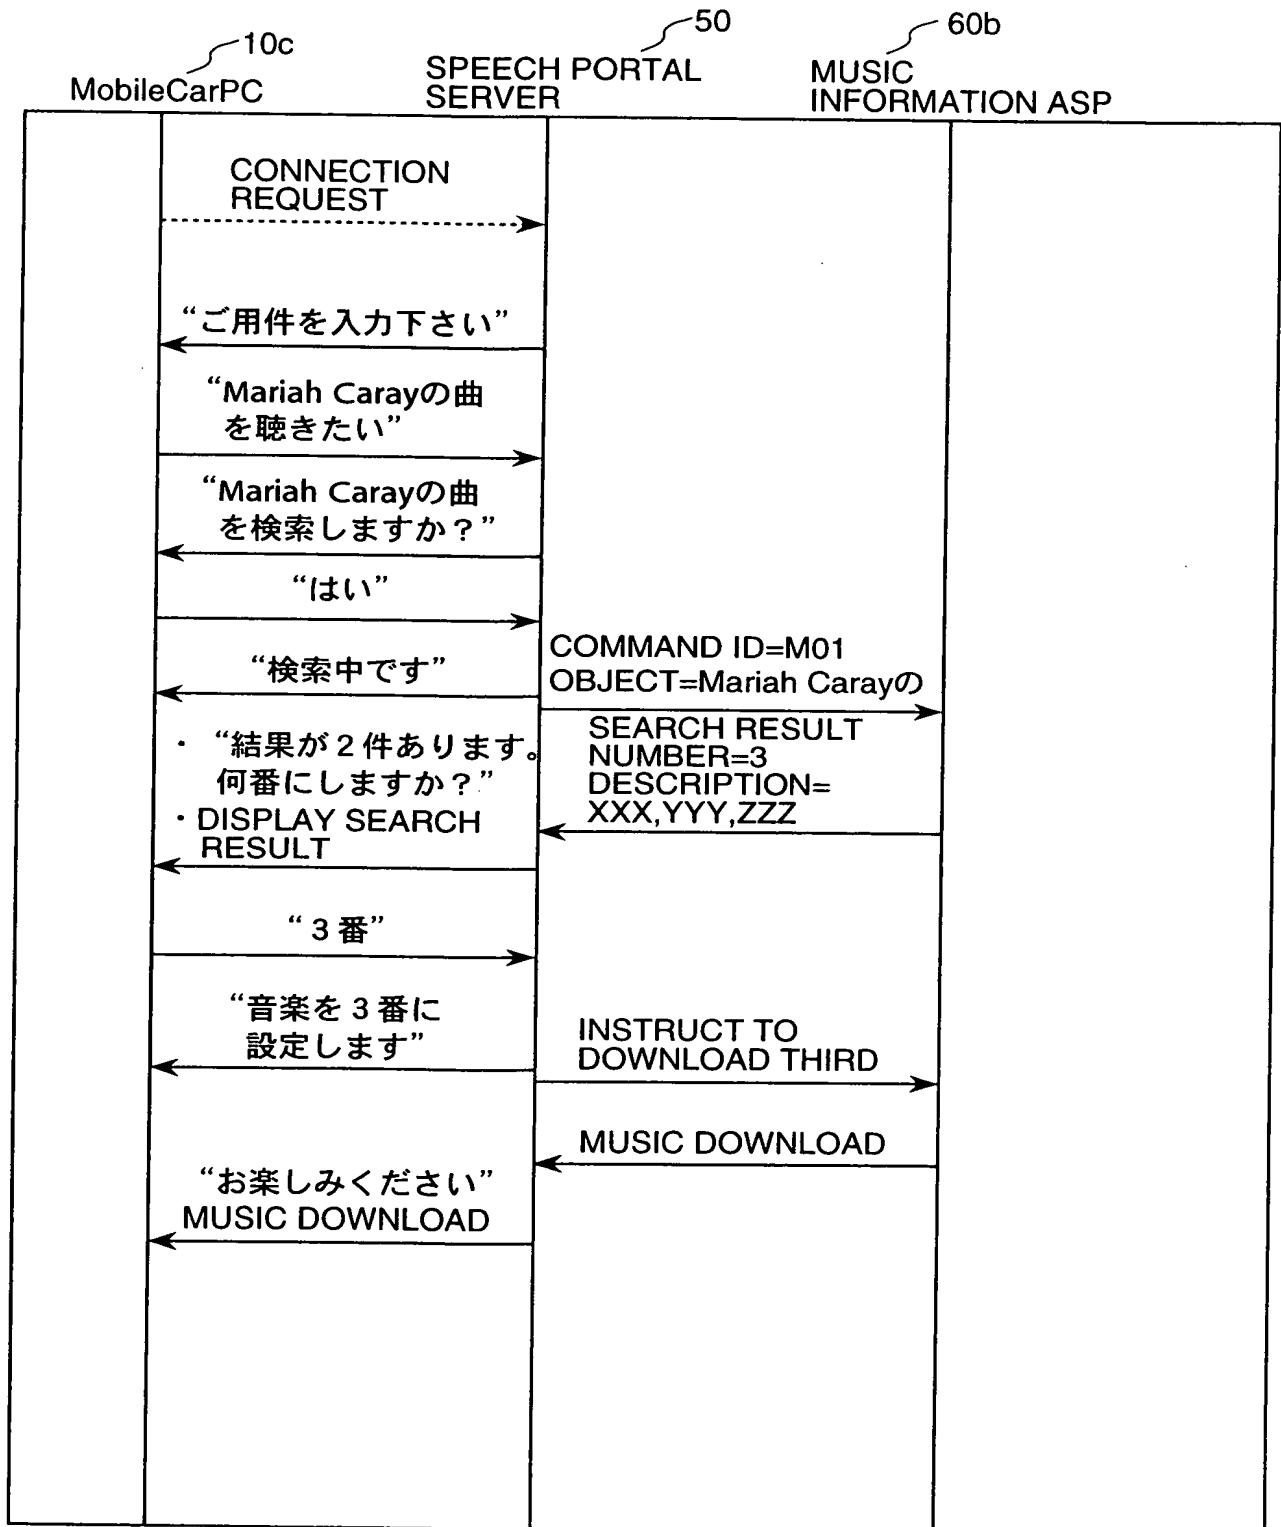 10c
50
60b
MobileCarPC
SPEECH PORTAL
SERVER
MUSIC
INFORMATION ASP
CONNECTION
REQUEST
“ご用件を入力下さい”
“Mariah Carayの曲
を聴きたい”
“Mariah Carayの曲
を検索しますか？”
“はい”
“検索中です”
COMMAND ID=M01
OBJECT=Mariah Carayの
SEARCH RESULT
NUMBER=3
DESCRIPTION=
XXX,YYY,ZZZ
・ “結果が２件あります。
何番にしますか？”
・DISPLAY SEARCH
RESULT
“３番”
“音楽を３番に
設定します”
INSTRUCT TO
DOWNLOAD THIRD
MUSIC DOWNLOAD
“お楽しみください”
MUSIC DOWNLOAD